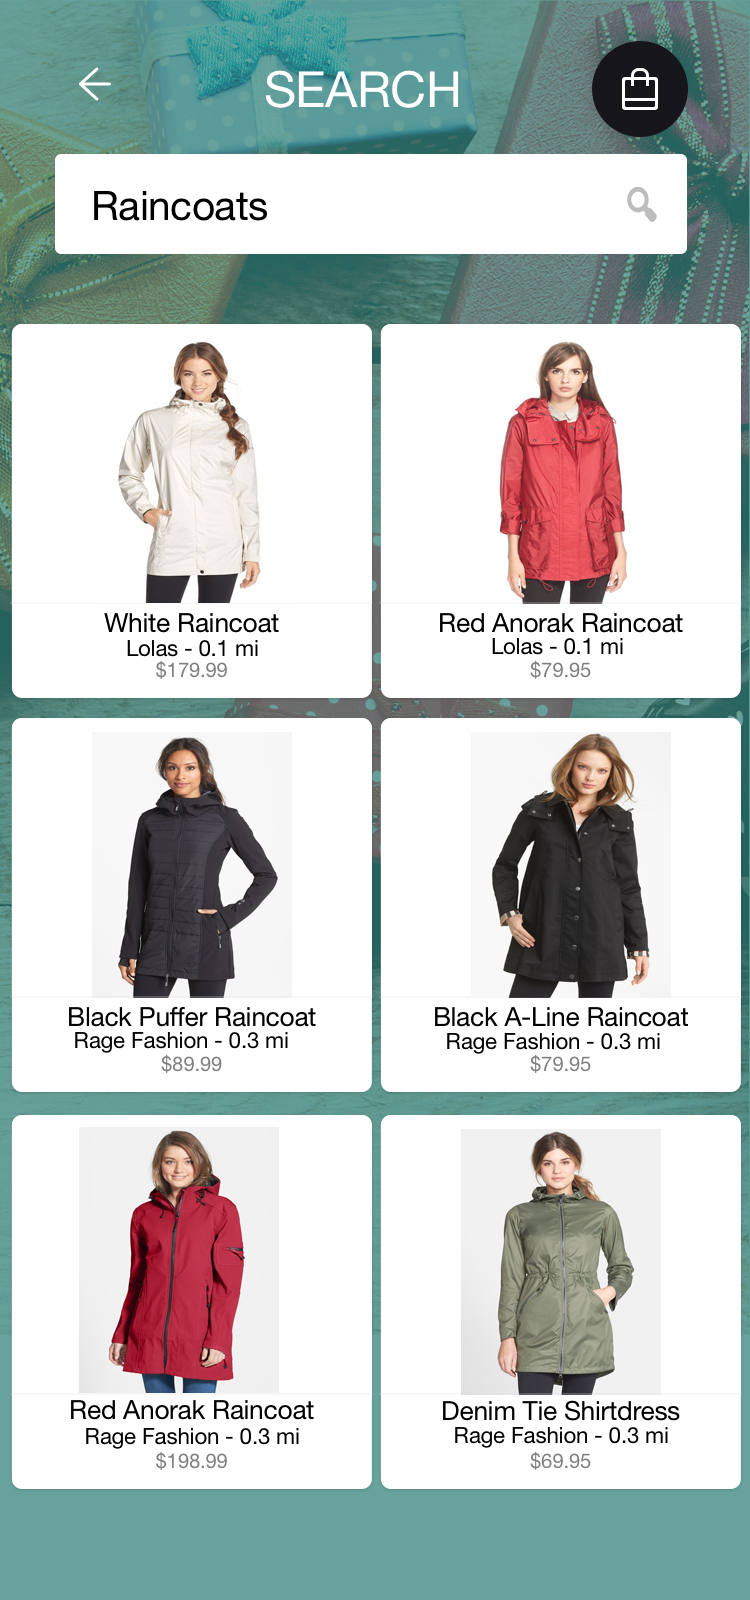 SEARCH
Raincoats
White Raincoat
Lolas - 0.1 mi
$179.99
Red Anorak Raincoat
Lolas - 0.1 mi
$79.95
Black Puffer Raincoat
Rage Fashion - 0.3 mi
$89.99
Black A-Line Raincoat
Rage Fashion - 0.3 mi
$79.95
Red Anorak Raincoat
Rage Fashion - 0.3 mi
$198.99
Denim Tie Shirtdress
Rage Fashion - 0.3 mi
$69.95